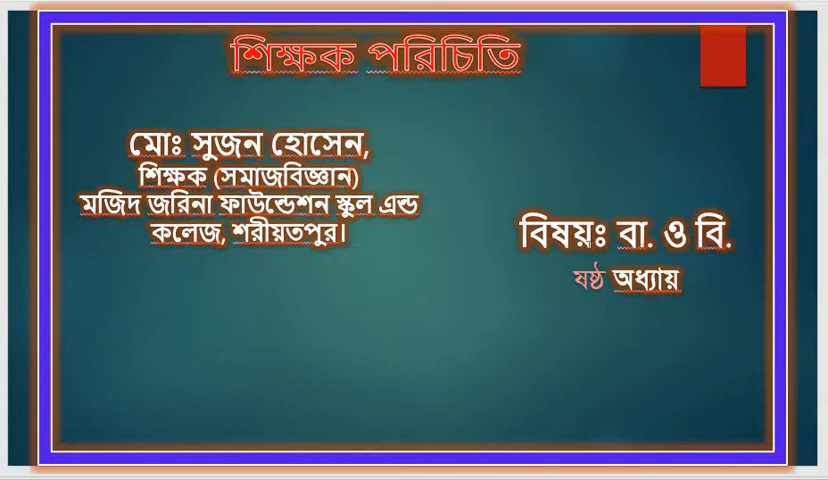 শিক্ষক পরিচিতি
মোঃ সুজন হোসেন,
শিক্ষক (সমাজবিজ্ঞান)
মজিদ জরিনা ফাউন্ডেশন স্কুল এন্ড
কলেজ, শরীয়তপুর।
বিষয়ঃ বা. ও বি.
ষষ্ঠ অধ্যায়